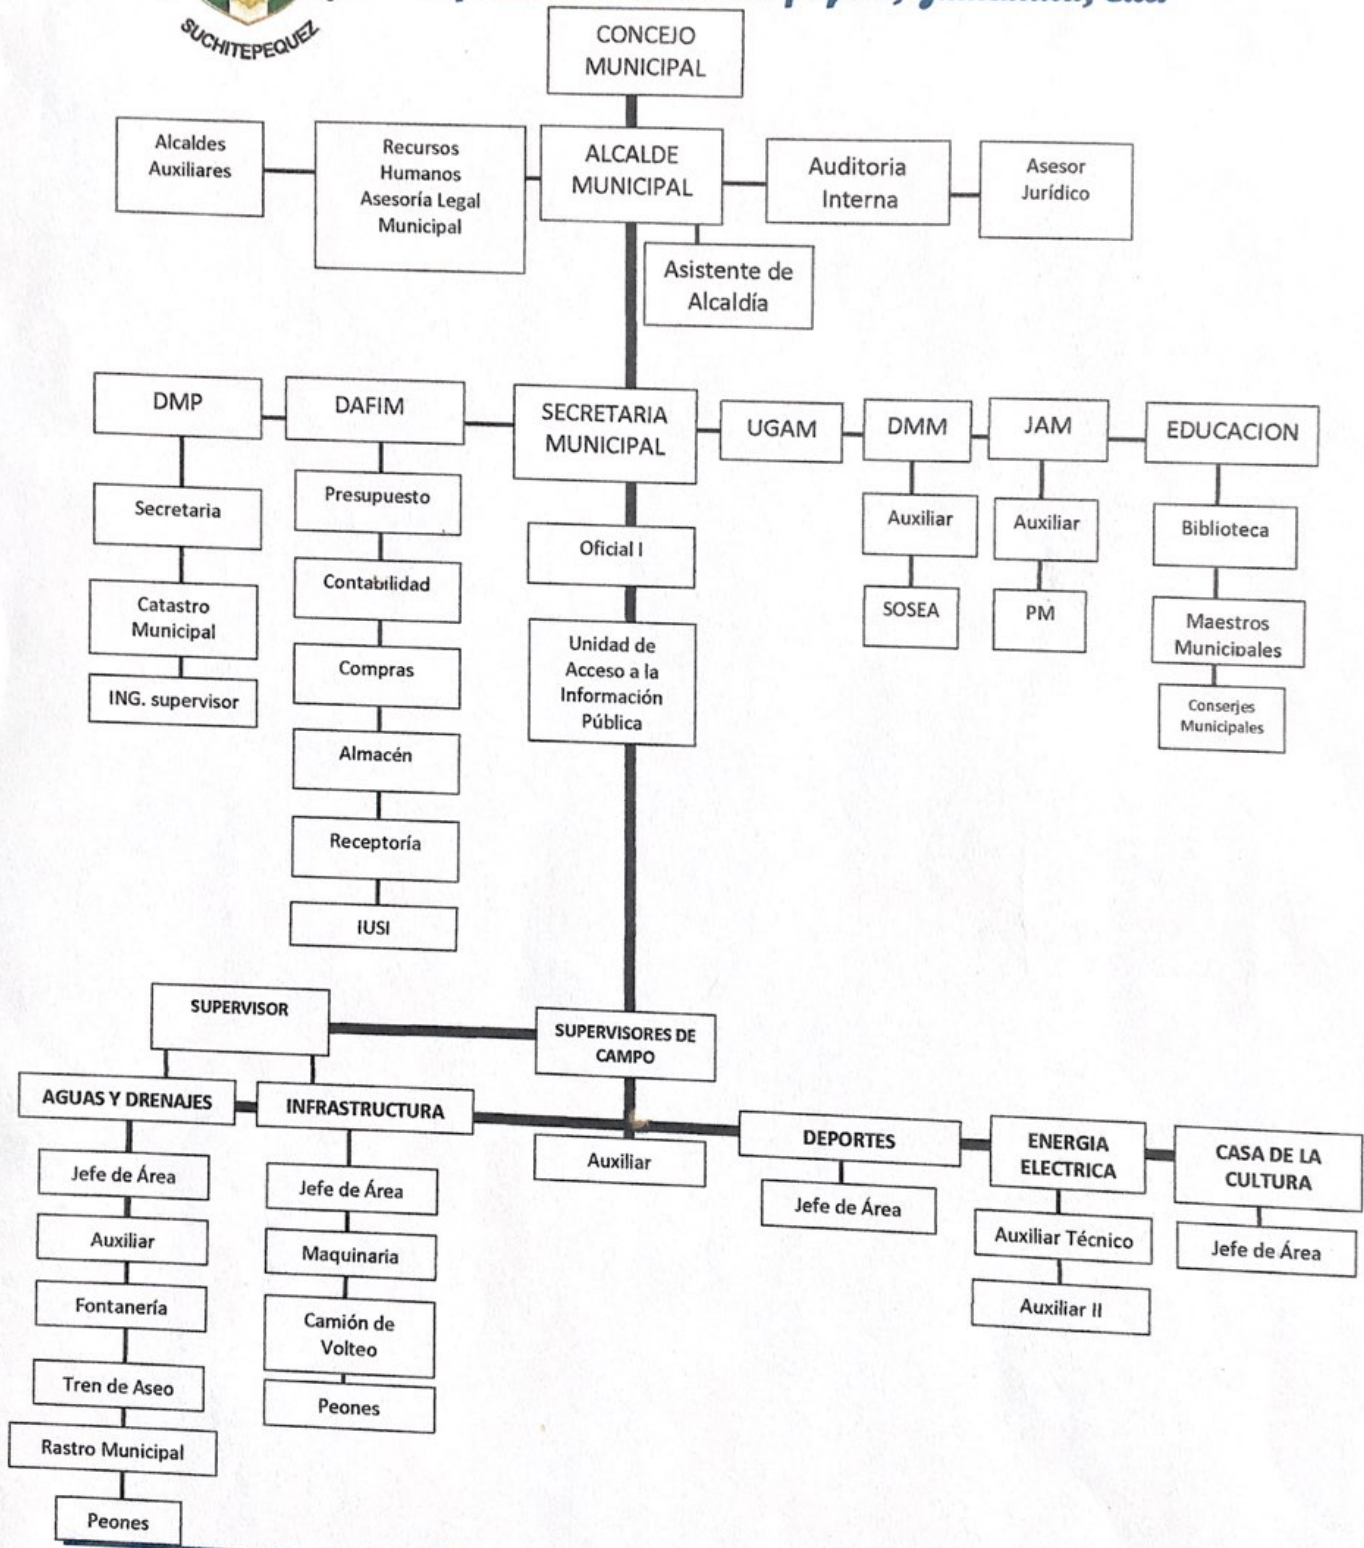 SUCHITEPEQUEZ
CONCEJO
MUNICIPAL
Alcaldes
Auxiliares
Recursos
Humanos
Asesoría Legal
Municipal
ALCALDE
MUNICIPAL
Auditoria
Interna
Asesor
Jurídico
Asistente de
Alcaldía
DMP
DAFIM
SECRETARIA
MUNICIPAL
UGAM
DMM
JAM
EDUCACION
Secretaria
Catastro
Municipal
ING. supervisor
Presupuesto
Contabilidad
Compras
Almacén
Receptoría
IUSI
Oficial I
Unidad de
Acceso a la
Información
Pública
Auxiliar
SOSEA
Auxiliar
PM
Biblioteca
Maestros
Municipales
Conserjes
Municipales
SUPERVISOR
SUPERVISORES DE
CAMPO
AGUAS Y DRENAJES
INFRASTRUCTURA
Auxiliar
DEPORTES
ENERGIA
ELECTRICA
CASA DE LA
CULTURA
Jefe de Área
Auxiliar
Fontanería
Tren de Aseo
Rastro Municipal
Peones
Jefe de Área
Maquinaria
Camión de
Volteo
Peones
Jefe de Área
Auxiliar Técnico
Auxiliar II
Jefe de Área